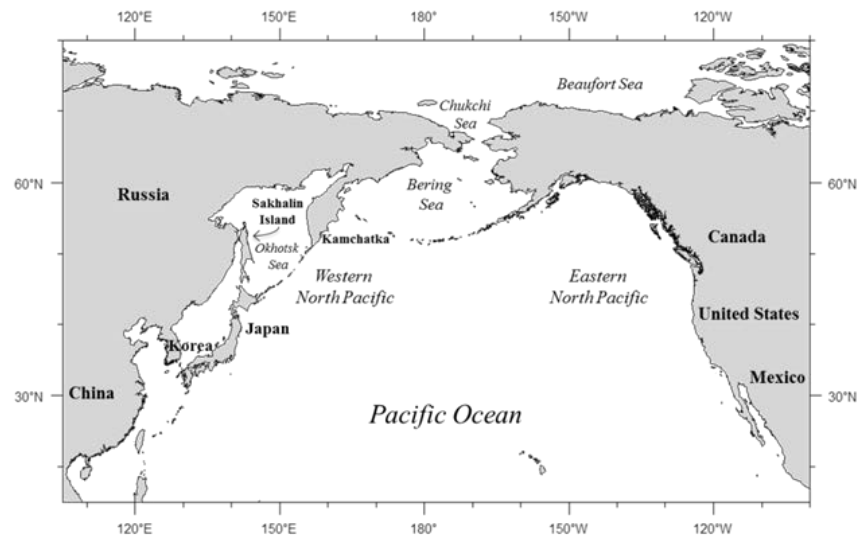 120°E 150°E 180° 150°W 120°W
Beaufort Sea
Chukchi
Sea
60°N
60°N
Russia
Bering
Sea
Sakhalin
Island
Okhotsk
Sea
Kamchatka
Canada
Western
North Pacific
Eastern
North Pacific
United States
Japan
Korea
Mexico
China
30°N
30°N
Pacific Ocean
120°E 150°E 180° 150°W 120°W